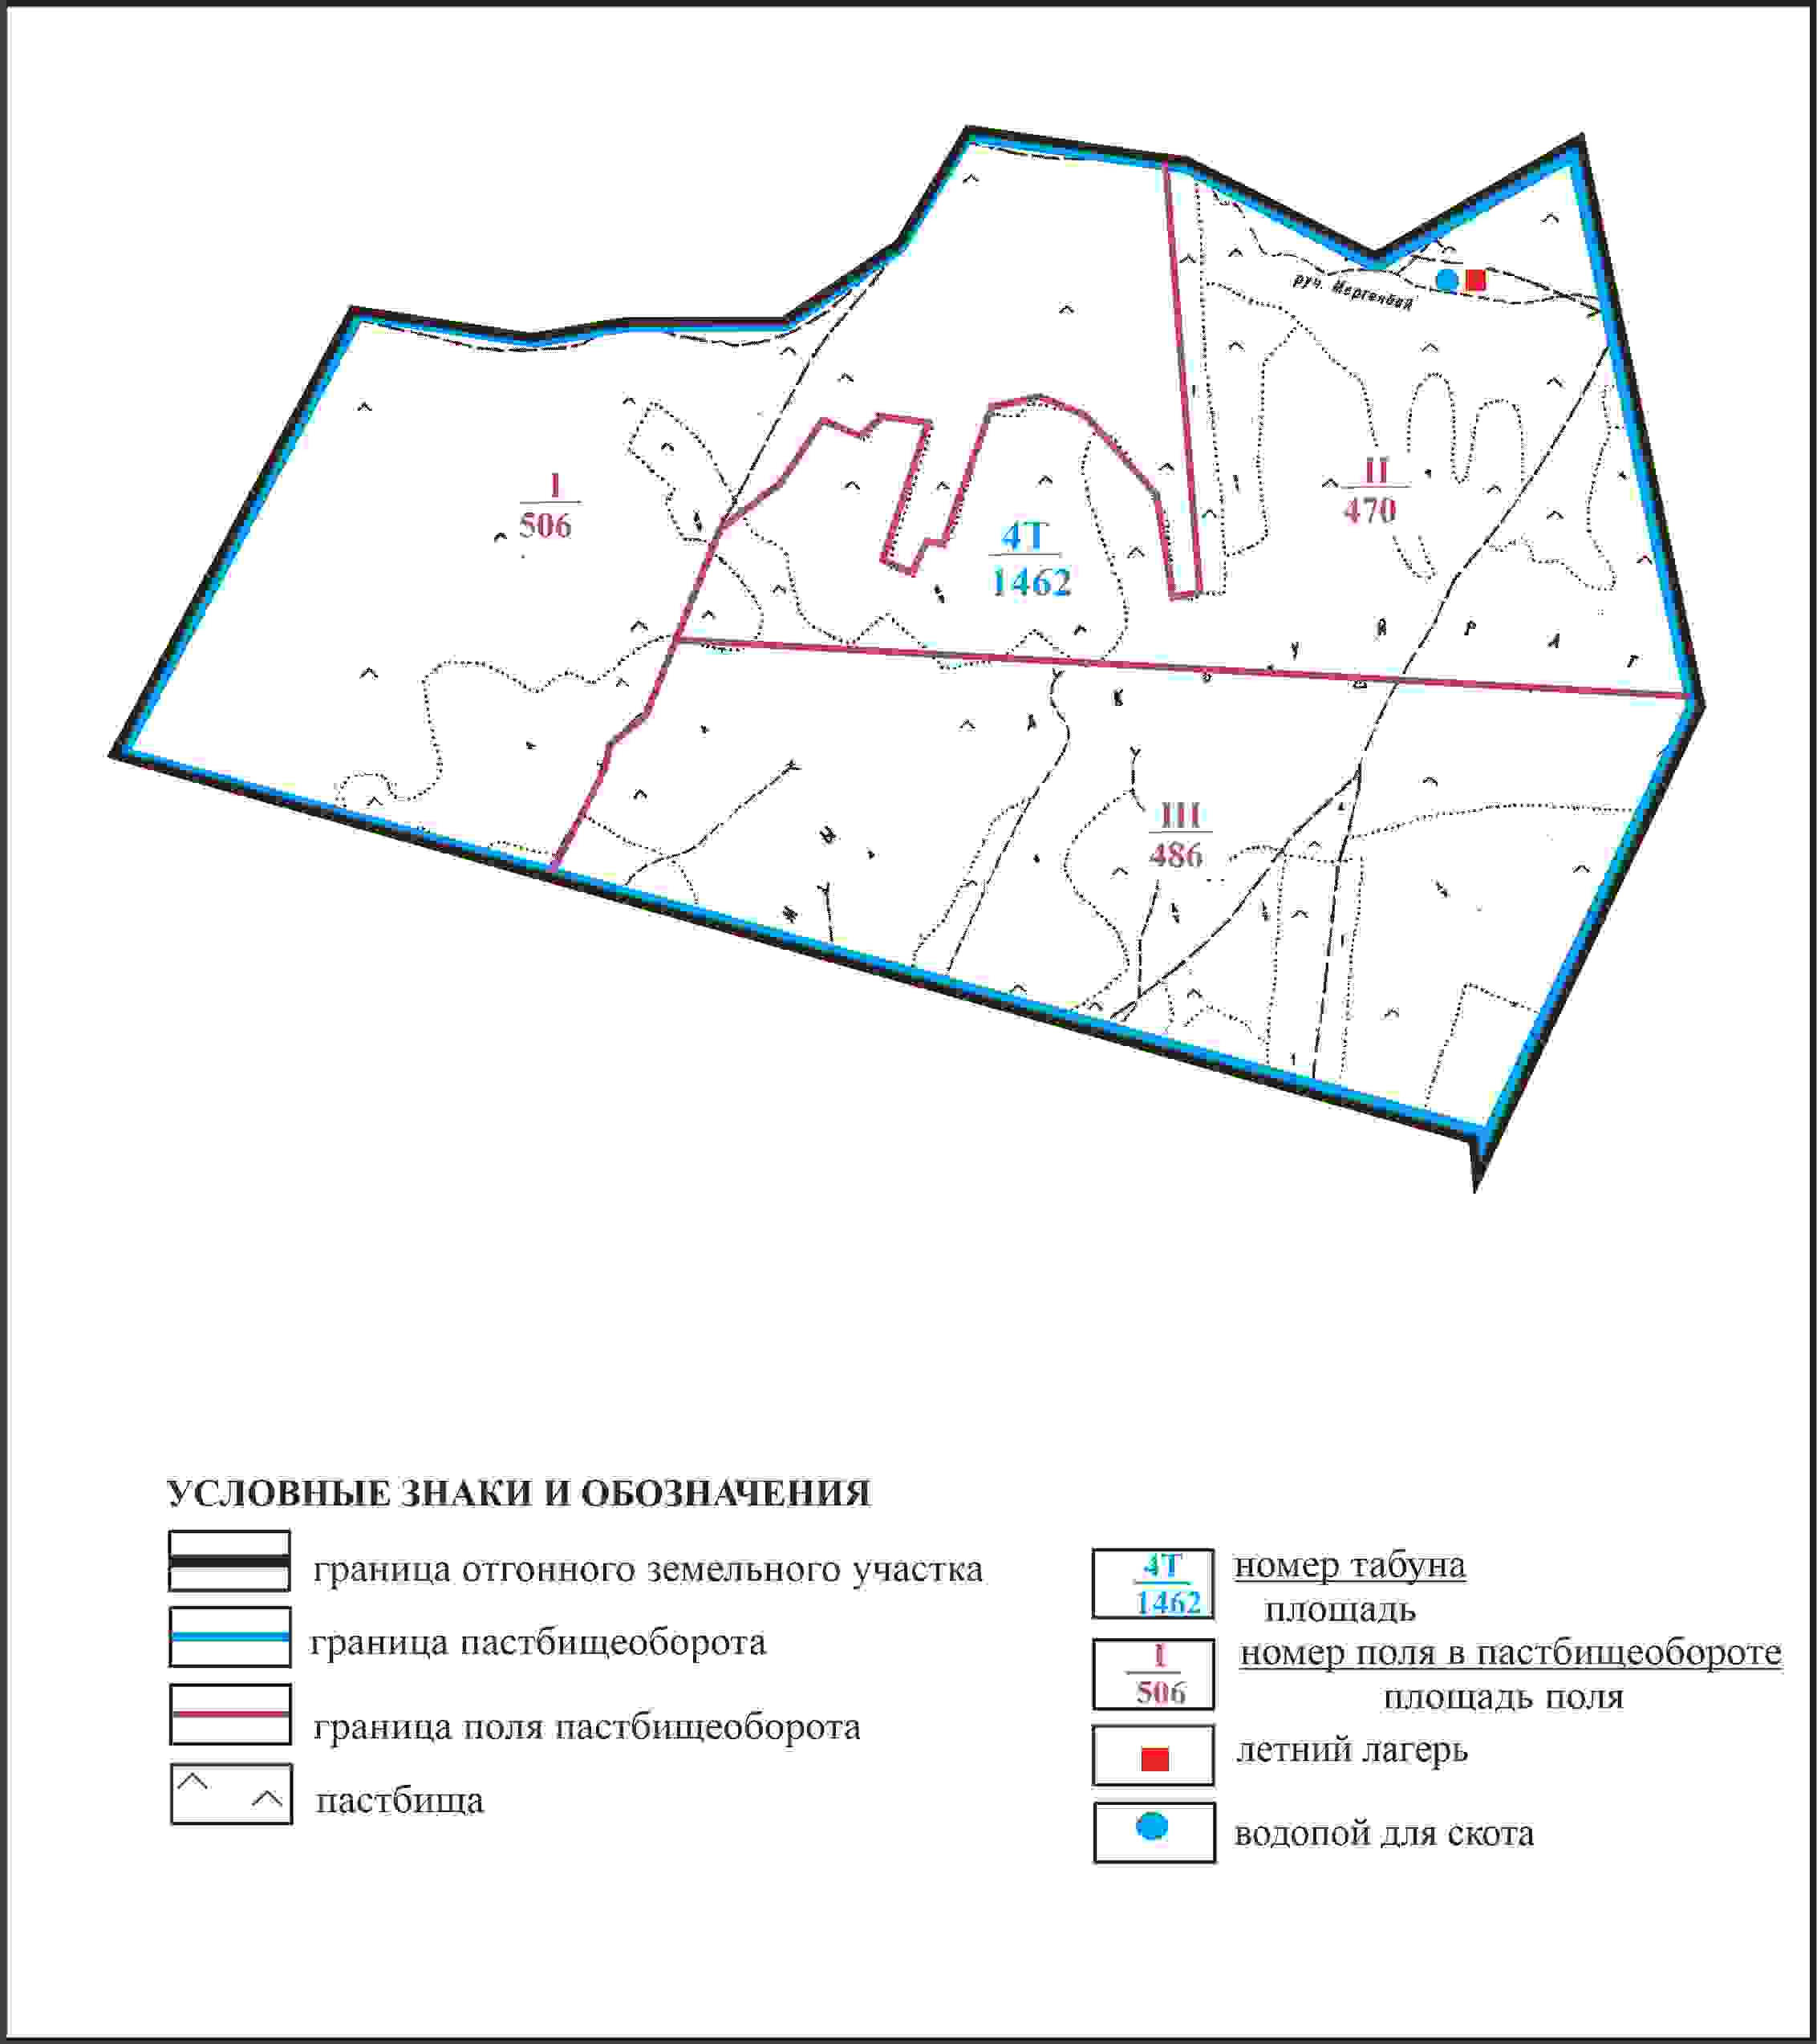 руч. Мергенбай
I
506
II
470
4Т
1462
III
486
УСЛОВНЫЕ ЗНАКИ И ОБОЗНАЧЕНИЯ
граница отгонного земельного участка
граница пастбищеоборота
граница поля пастбищеоборота
пастбища
4Т
1462
номер табуна
площадь
I
506
номер поля в пастбищеобороте
площадь поля
летний лагерь
водопой для скота